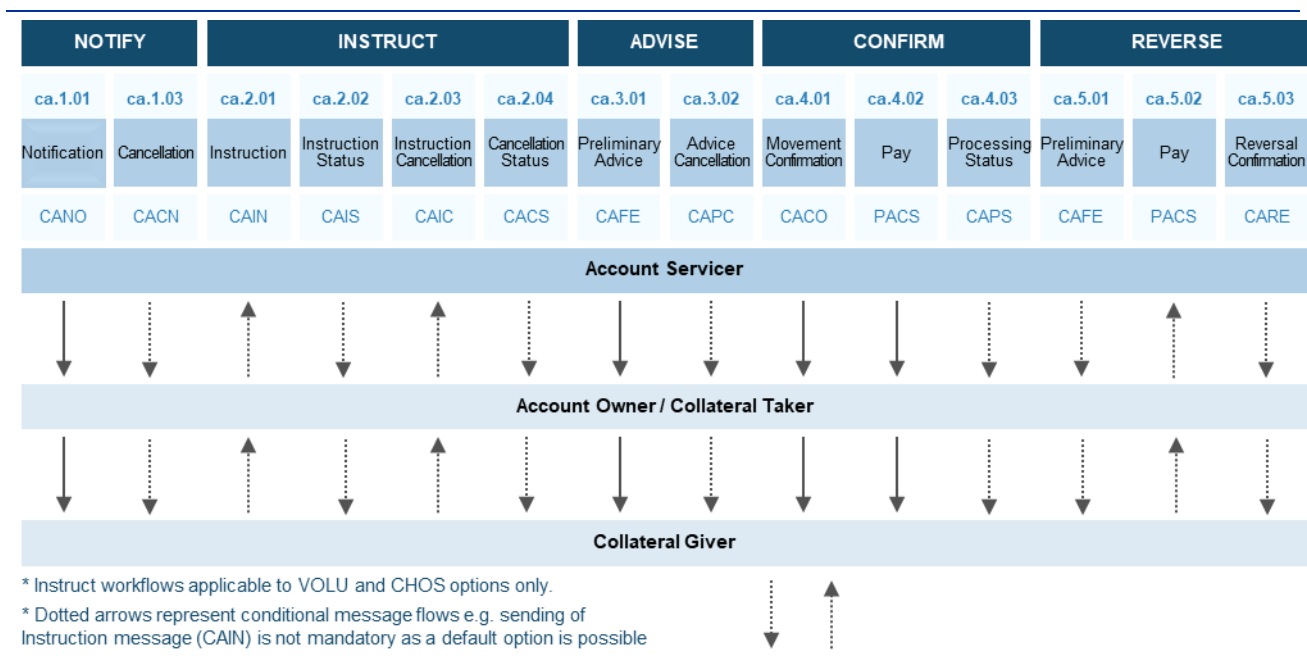 NOTIFY INSTRUCT ADVISE CONFIRM REVERSE
ca.1.01 ca.1.03 ca.2.01 ca.2.02 ca.2.03 ca.2.04 ca.3.01 ca.3.02 ca.4.01 ca.4.02 ca.4.03 ca.5.01 ca.5.02 ca.5.03
Notification Cancellation Instruction Instruction Status Instruction Cancellation Cancellation Status Preliminary Advice Advice Cancellation Movement Confirmation Pay Processing Status Preliminary Advice Pay Reversal Confirmation
CANO CACN CAIN CAIS CAIC CACS CAFE CAPC CACO PACS CAPS CAFE PACS CARE
Account Servicer
Account Owner / Collateral Taker
Collateral Giver
* Instruct workflows applicable to VOLU and CHOS options only.
* Dotted arrows represent conditional message flows e.g. sending of
Instruction message (CAIN) is not mandatory as a default option is possible